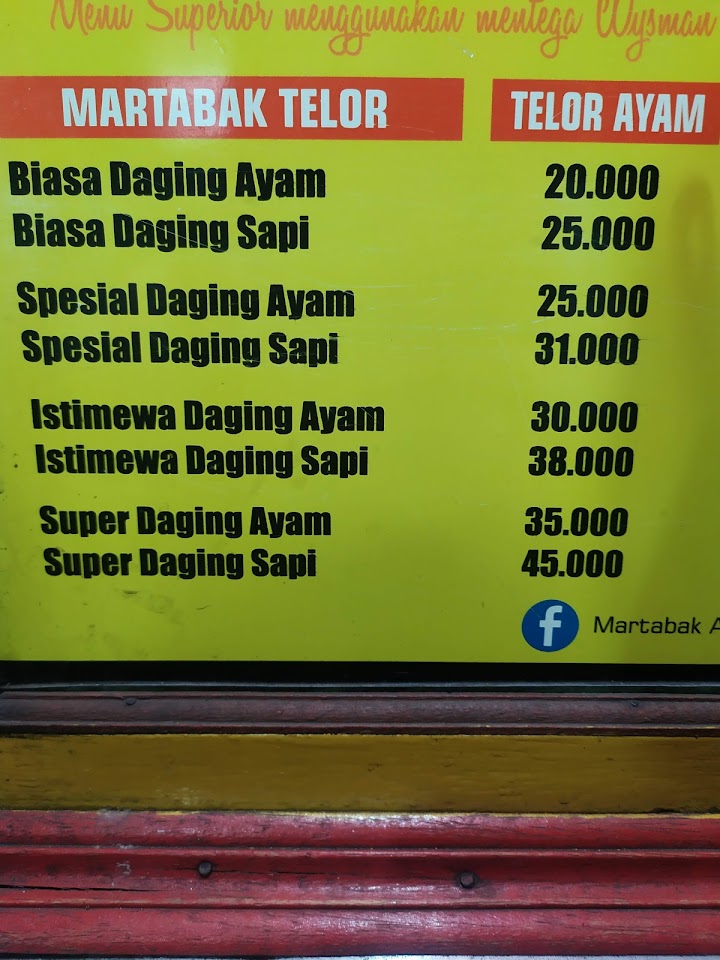 Menu Superior menggunakan mentega Wysman
MARTABAK TELOR TELOR AYAM
Biasa Daging Ayam 20.000
Biasa Daging Sapi 25.000
Spesial Daging Ayam 25.000
Spesial Daging Sapi 31.000
Istimewa Daging Ayam 30.000
Istimewa Daging Sapi 38.000
Super Daging Ayam 35.000
Super Daging Sapi 45.000
f Martabak A